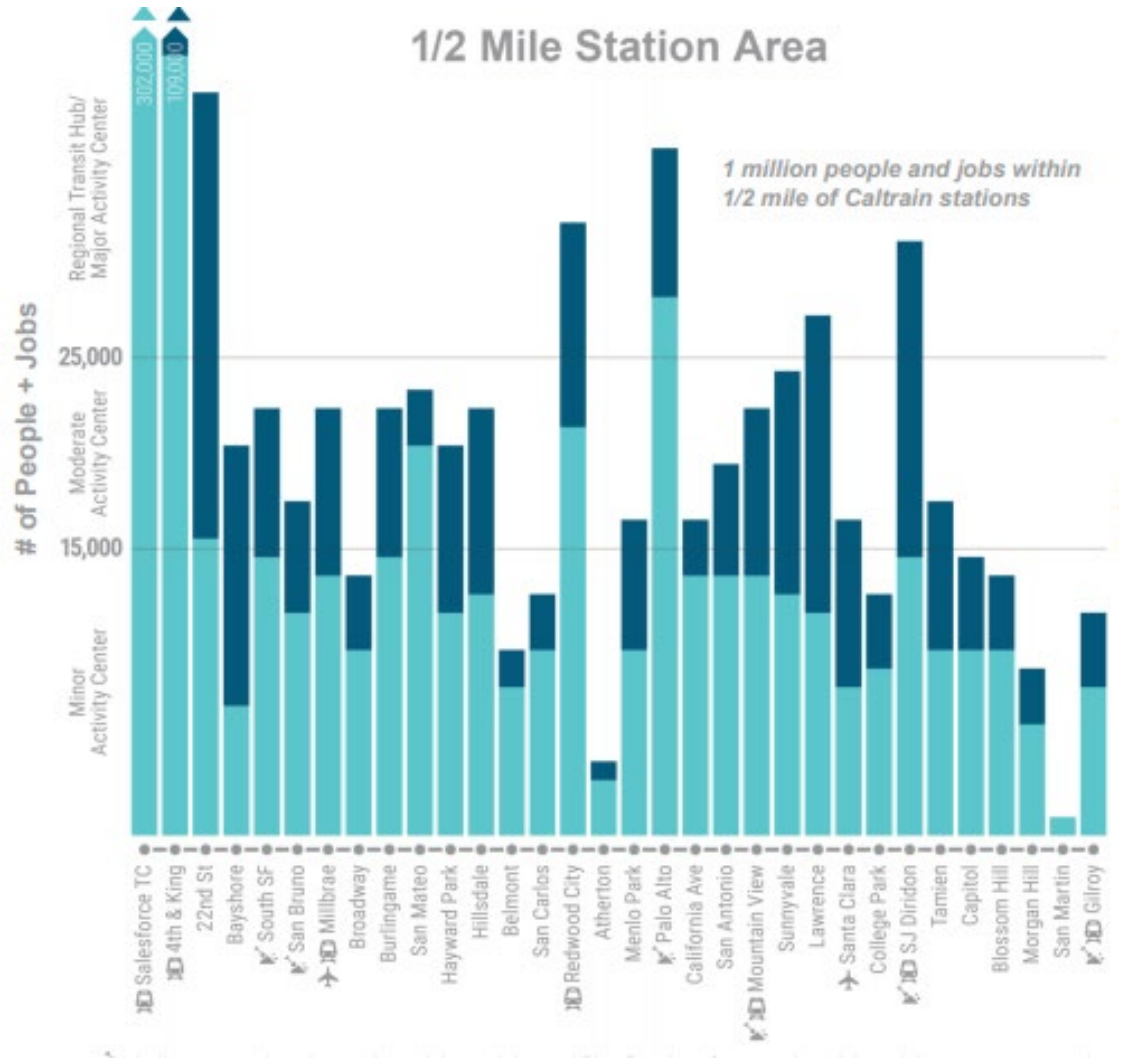 1/2 Mile Station Area
302,000
109,000
1 million people and jobs within
1/2 mile of Caltrain stations
# of People + Jobs
Regional Transit Hub/
Major Activity Center
25,000
Moderate
Activity Center
15,000
Minor
Activity Center
Salesforce TC
4th & King
22nd St
Bayshore
South SF
San Bruno
Millbrae
Broadway
Burlingame
San Mateo
Hayward Park
Hillsdale
Belmont
San Carlos
Redwood City
Atherton
Menlo Park
Palo Alto
California Ave
San Antonio
Mountain View
Sunnyvale
Lawrence
Santa Clara
College Park
SJ Diridon
Tamien
Capitol
Blossom Hill
Morgan Hill
San Martin
Gilroy